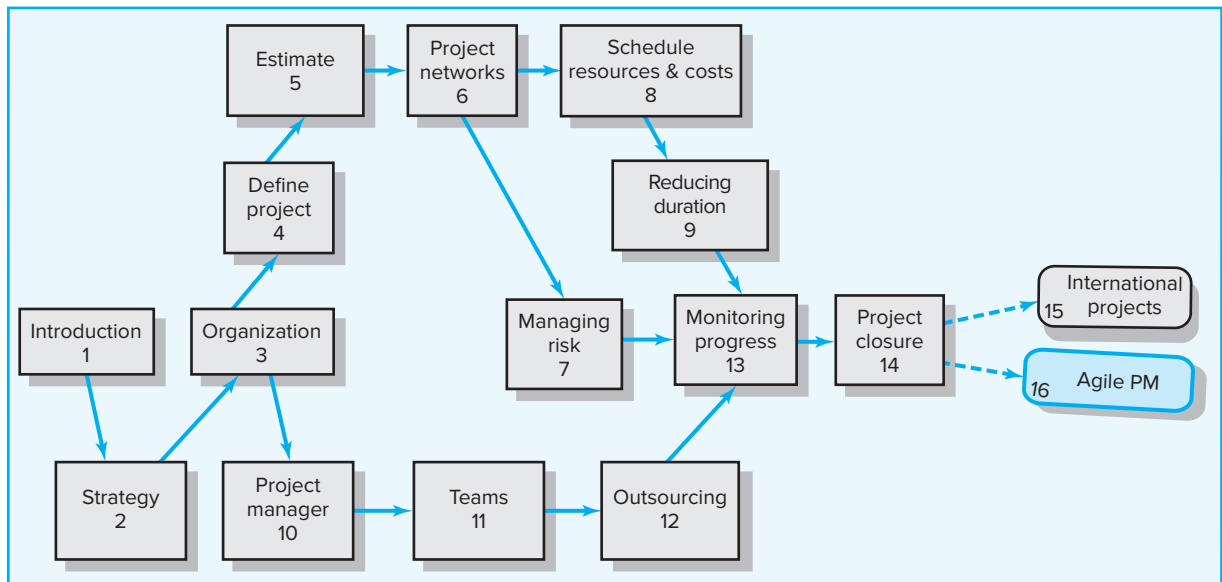 Estimate
5
Project
networks
6
Schedule
resources & costs
8
Define
project
4
Reducing
duration
9
Introduction
1
Organization
3
Managing
risk
7
Monitoring
progress
13
Project
closure
14
International
projects
15
Agile PM
16
Strategy
2
Project
manager
10
Teams
11
Outsourcing
12